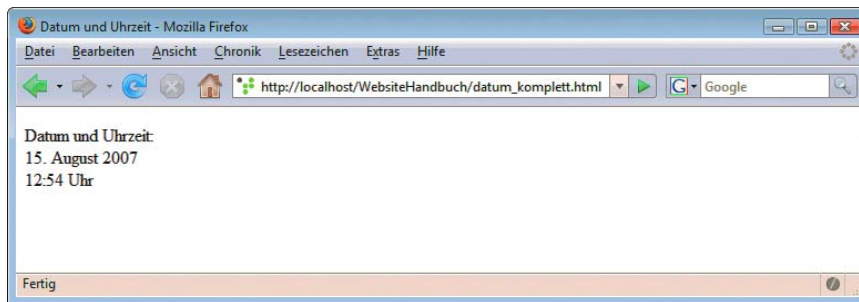 Datum und Uhrzeit - Mozilla Firefox
Datei Bearbeiten Ansicht Chronik Lesezeichen Extras Hilfe
http://localhost/WebsiteHandbuch/datum_komplett.html G Google
Datum und Uhrzeit:
15. August 2007
12:54 Uhr
Fertig